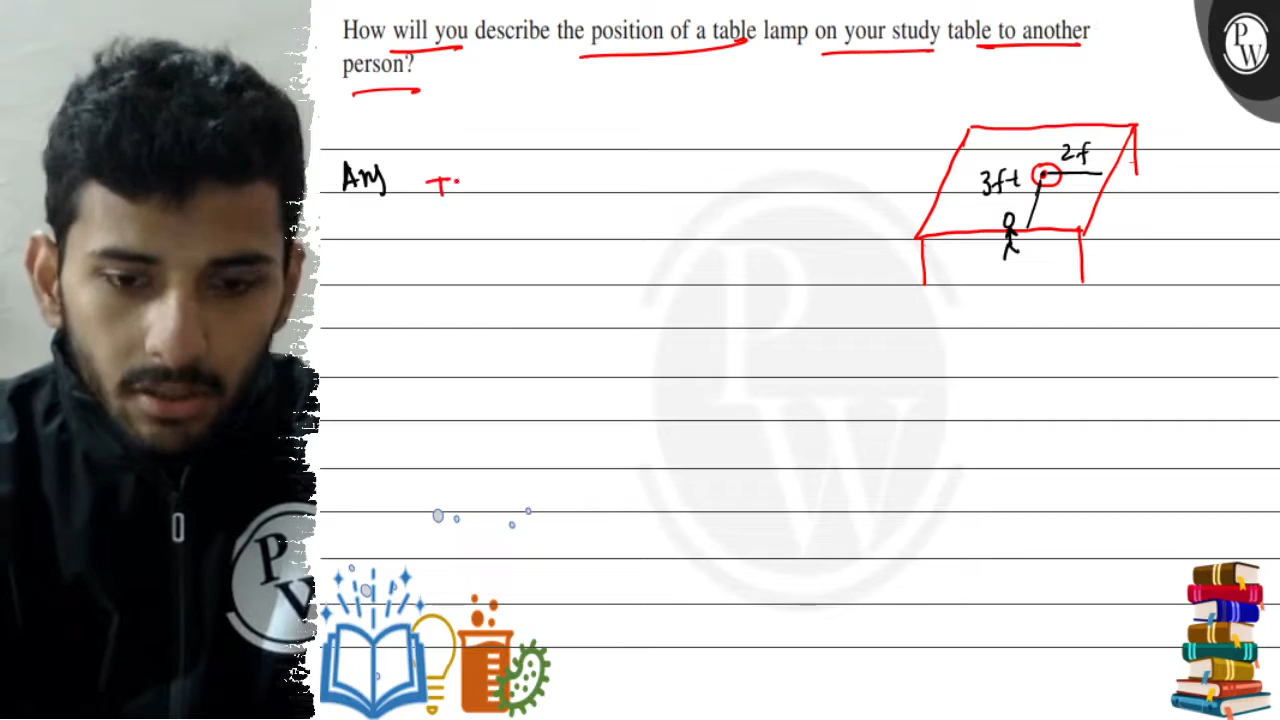 How will you describe the position of a table lamp on your study table to another
person?
P
W
2f
3ft
Ans T.
P
W
P
W